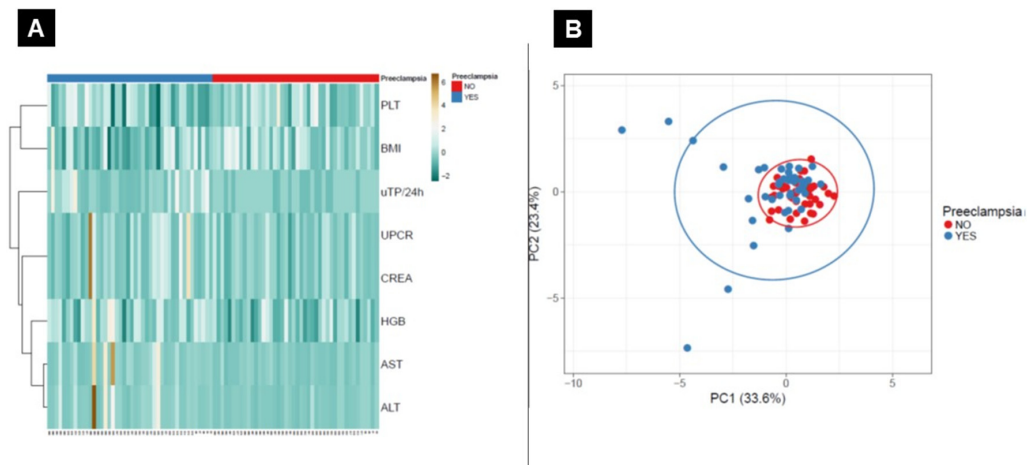 A
B
Preeclampsia
6
4
2
0
−2
Preeclampsia
NO
YES
PLT
BMI
uTP/24h
UPCR
CREA
HGB
AST
ALT
5
0
−5
PC2 (23.4%)
−10
−5
0
5
PC1 (33.6%)
Preeclampsia
NO
YES